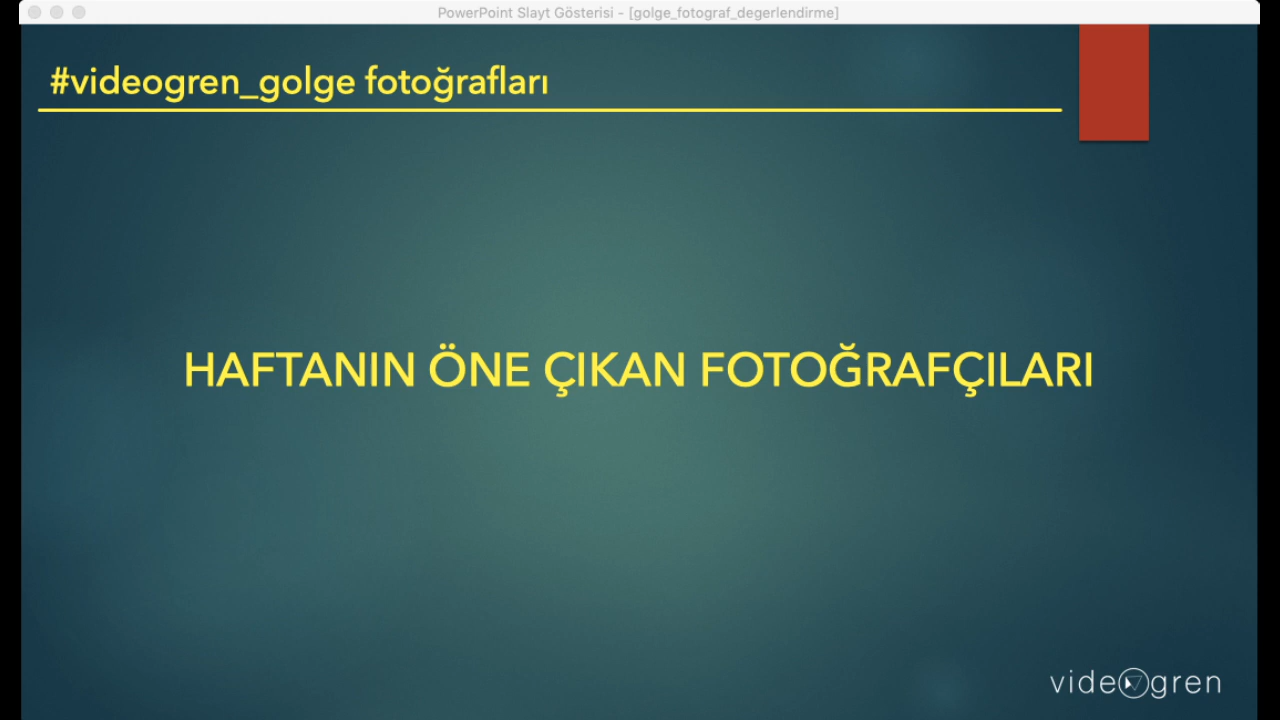 PowerPoint Slayt Gösterisi - [golge_fotograf_degerlendirme]
#videogren_golge fotoğrafları
HAFTANIN ÖNE ÇIKAN FOTOĞRAFÇILARI
videogren